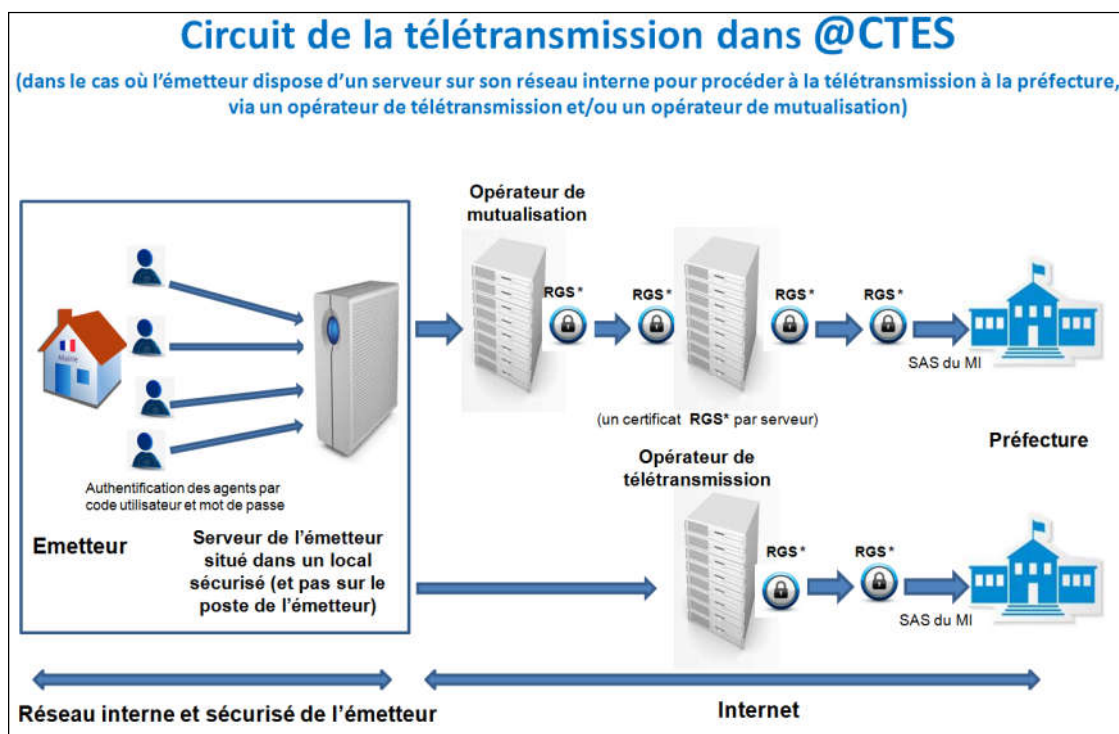 Circuit de la télétransmission dans @CTES
(dans le cas où l'émetteur dispose d'un serveur sur son réseau interne pour procéder à la télétransmission à la préfecture,
via un opérateur de télétransmission et/ou un opérateur de mutualisation)
Opérateur de
mutualisation
RGS*
RGS*
RGS*
RGS*
Mairie
SAS du MI
(un certificat RGS* par serveur)
Préfecture
Opérateur de
télétransmission
Authentification des agents par
code utilisateur et mot de passe
Emetteur
Serveur de l'émetteur
situé dans un local
sécurisé (et pas sur le
poste de l'émetteur)
RGS*
RGS*
SAS du MI
Réseau interne et sécurisé de l'émetteur
Internet